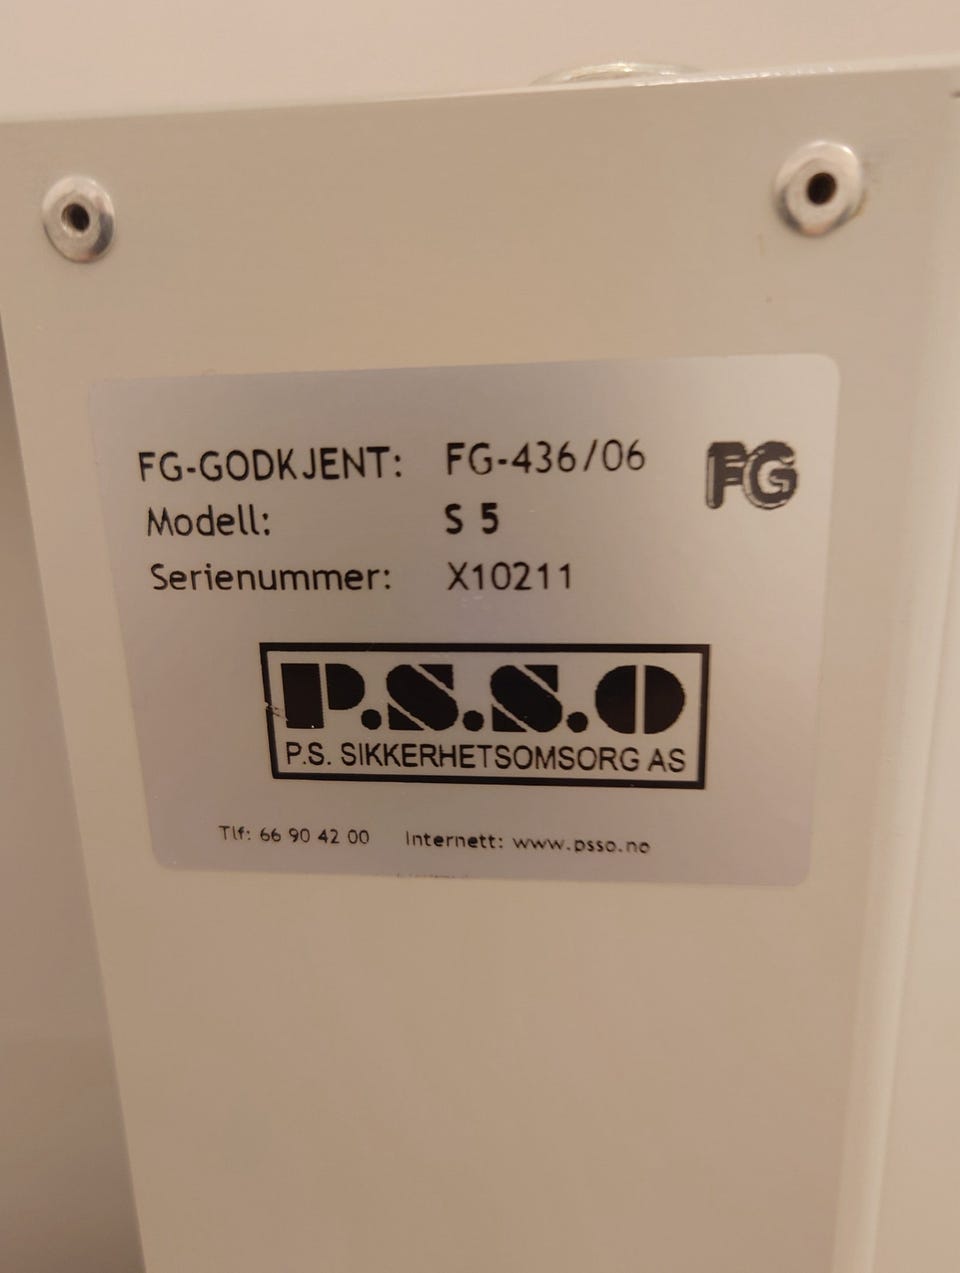 FG-GODKJENT: FG-436/06
FG
Modell: S 5
Serienummer: X10211
P.S.S.O
P.S. SIKKERHETSOMSORG AS
Tlf: 66 90 42 00 Internett: www.psso.no